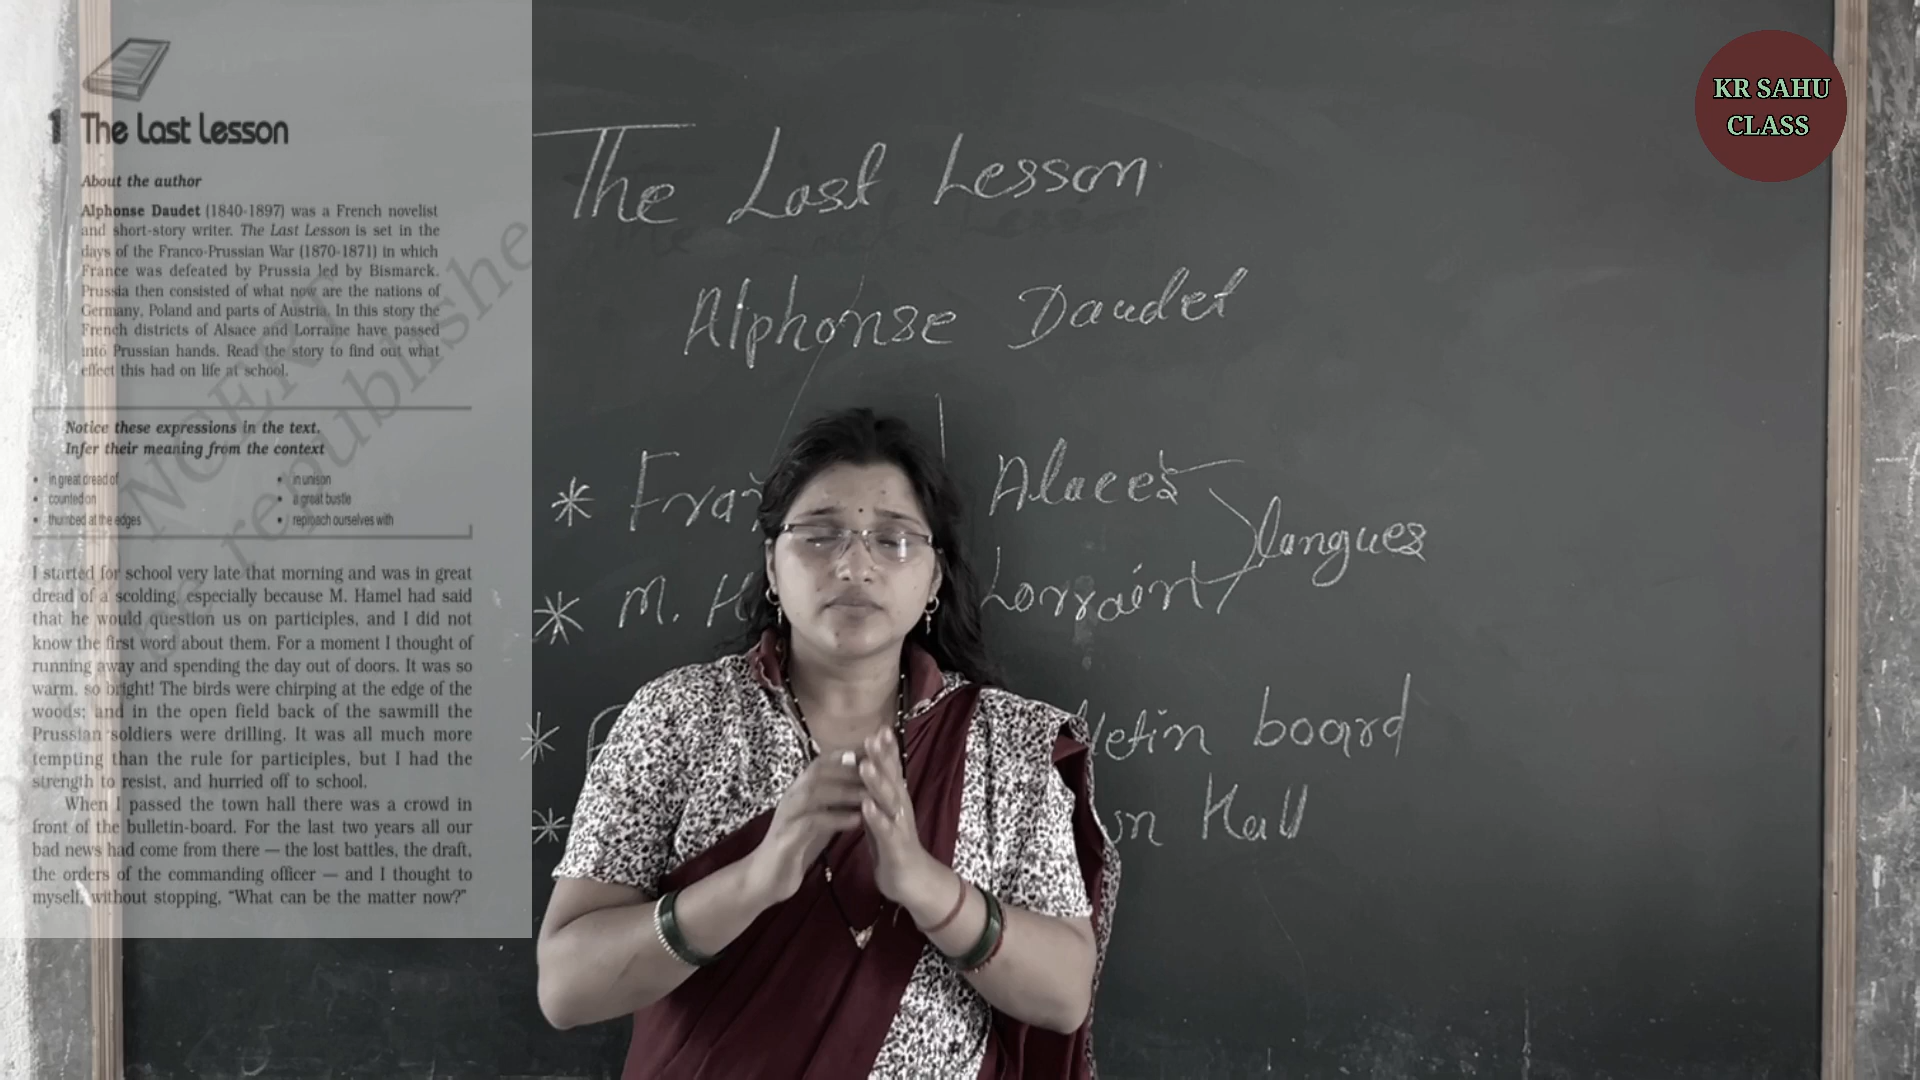 1 The Last Lesson
About the author
Alphonse Daudet (1840-1897) was a French novelist
and short-story writer. The Last Lesson is set in the
days of the Franco-Prussian War (1870-1871) in which
France was defeated by Prussia led by Bismarck.
Prussia then consisted of what now are the nations of
Germany, Poland and parts of Austria. In this story the
French districts of Alsace and Lorraine have passed
into Prussian hands. Read the story to find out what
effect this had on life at school.
Notice these expressions in the text.
Infer their meaning from the context
• in great dread of
• counted on
• thumbed at the edges
• in unison
• a great bustle
• reproach ourselves with
I started for school very late that morning and was in great
dread of a scolding, especially because M. Hamel had said
that he would question us on participles, and I did not
know the first word about them. For a moment I thought of
running away and spending the day out of doors. It was so
warm, so bright! The birds were chirping at the edge of the
woods; and in the open field back of the sawmill the
Prussian soldiers were drilling. It was all much more
tempting than the rule for participles, but I had the
strength to resist, and hurried off to school.
When I passed the town hall there was a crowd in
front of the bulletin-board. For the last two years all our
bad news had come from there — the lost battles, the draft,
the orders of the commanding officer — and I thought to
myself, without stopping, “What can be the matter now?”
NCERT
be republishe
The Last Lesson
Alphonse Daudet
* Fra
Alaces
langues
* M. H
Lorrain
*
letin board
*
wn Hall
KR SAHU
CLASS